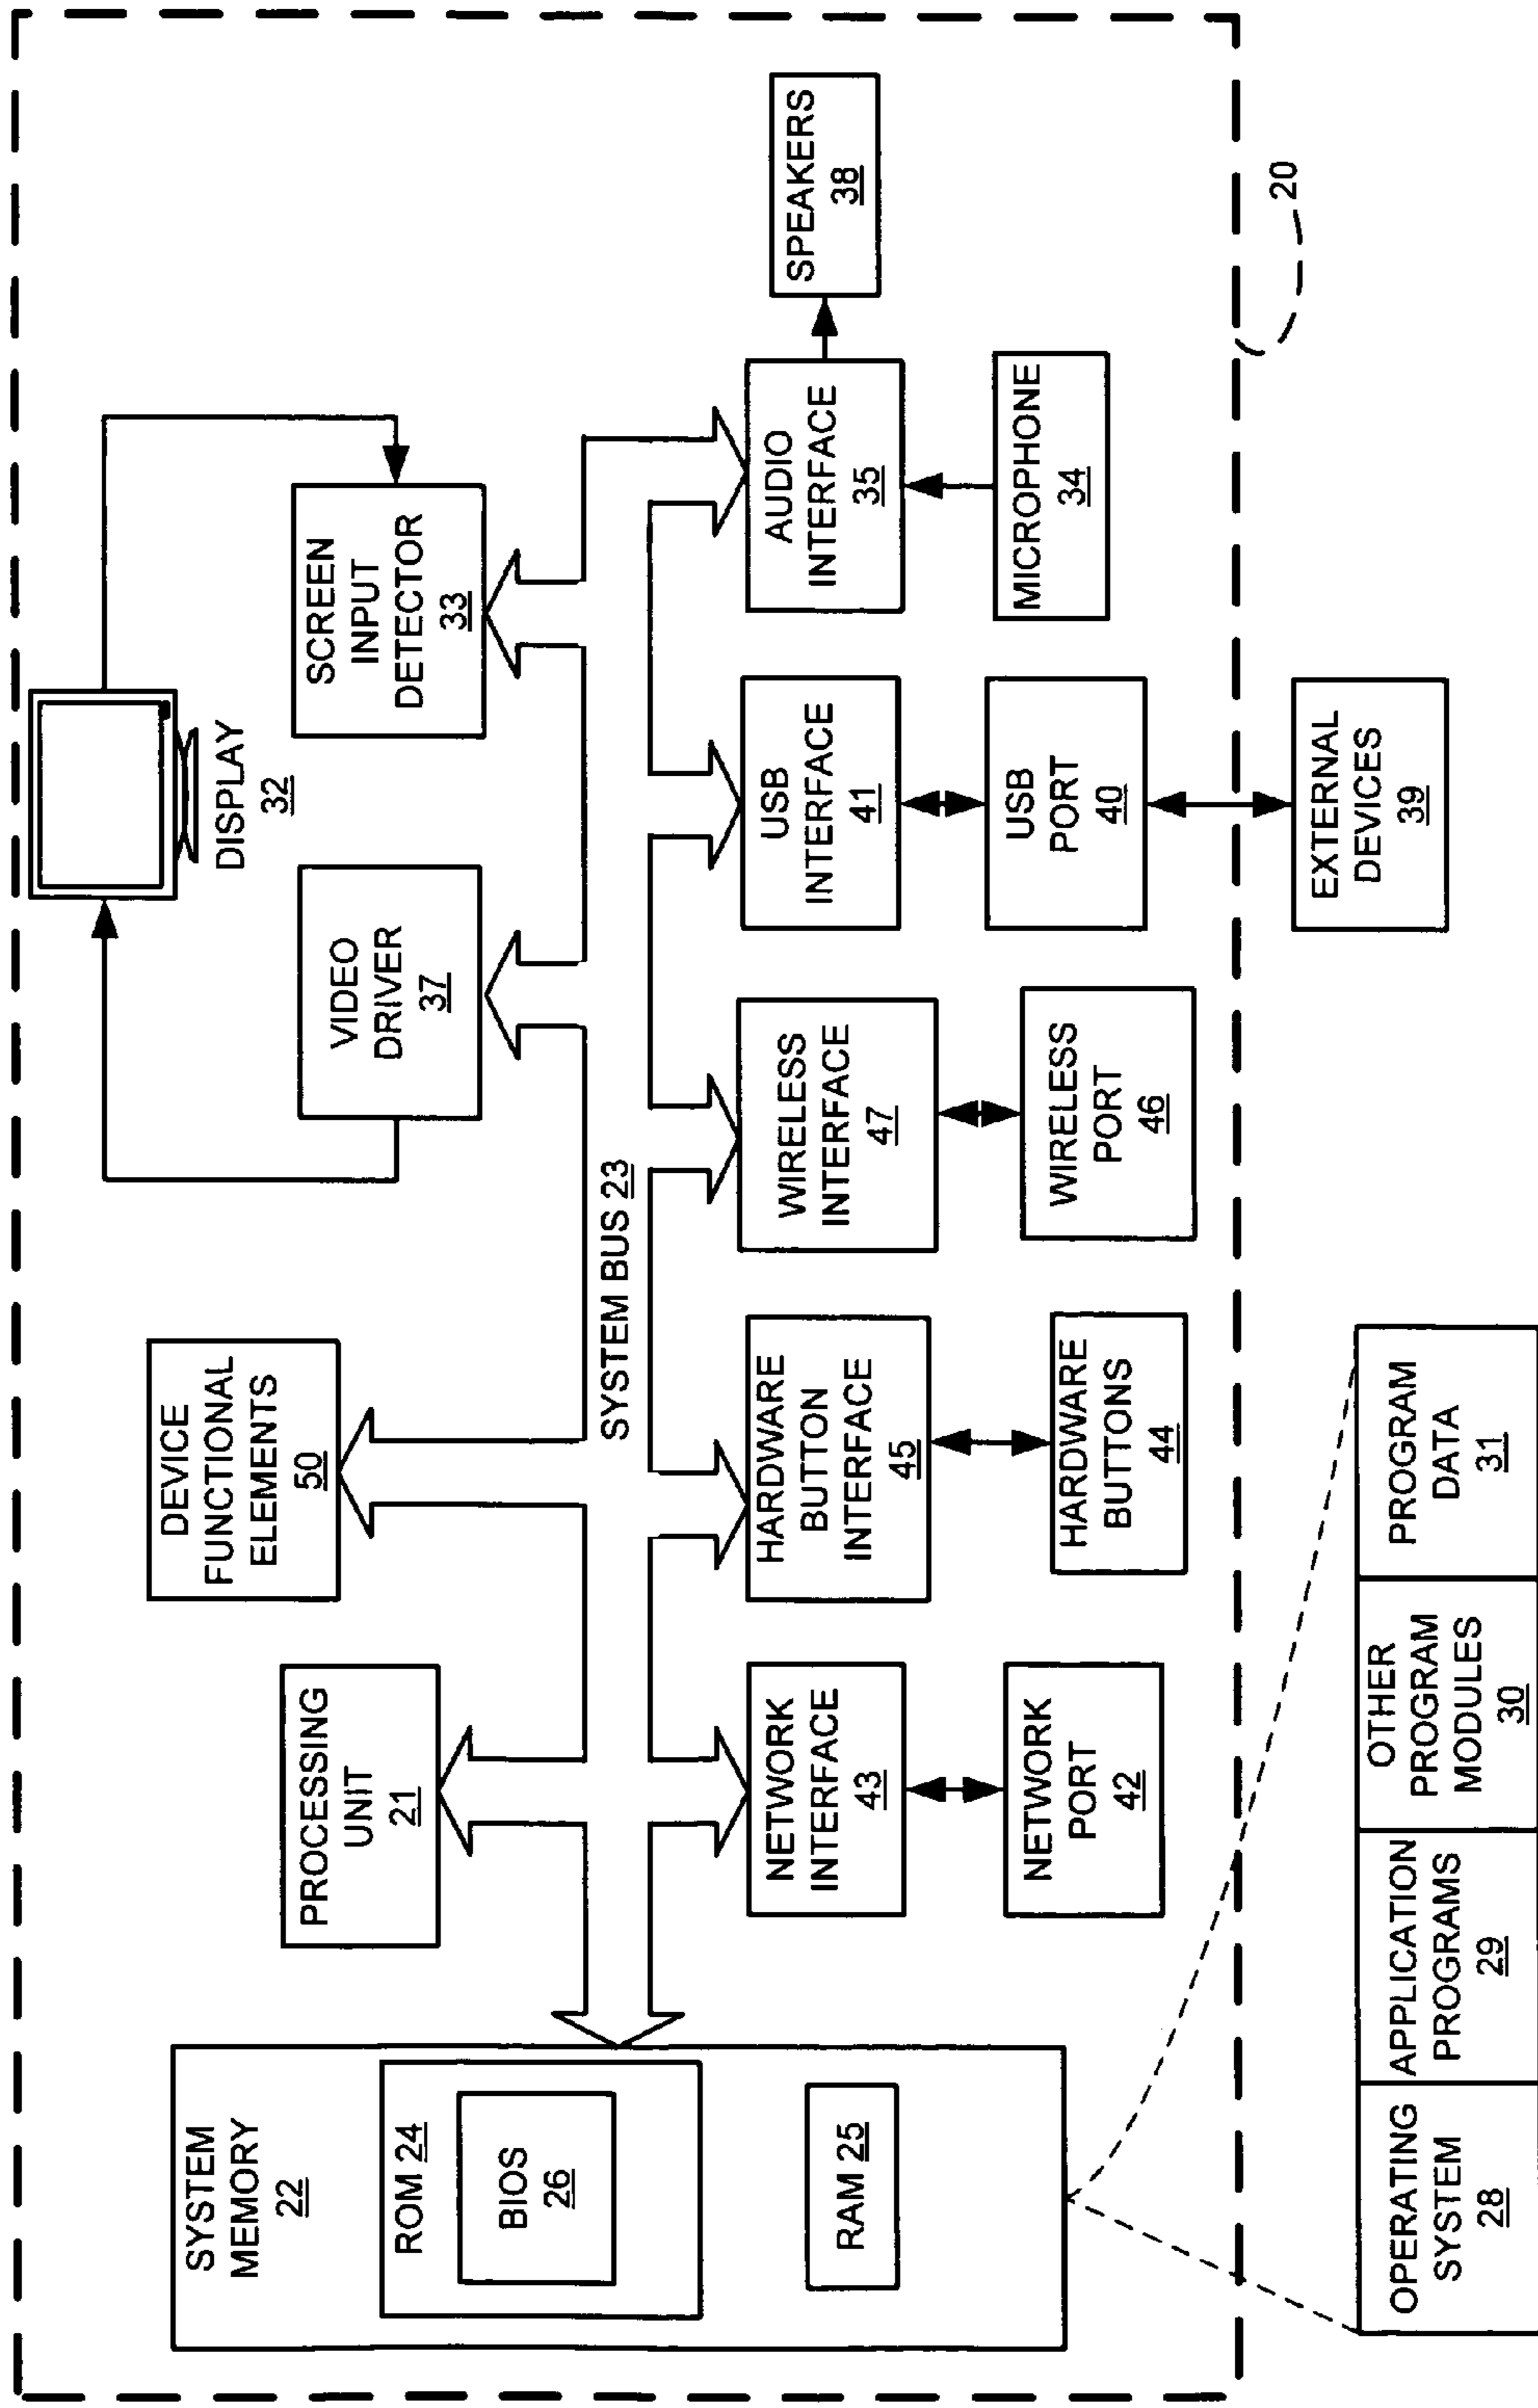 SYSTEM
MEMORY
22
ROM 24
BIOS
26
RAM 25
PROCESSING
UNIT
21
DEVICE
FUNCTIONAL
ELEMENTS
50
VIDEO
DRIVER
37
DISPLAY
32
SCREEN
INPUT
DETECTOR
33
SYSTEM BUS 23
NETWORK
INTERFACE
43
NETWORK
PORT
42
HARDWARE
BUTTON
INTERFACE
45
HARDWARE
BUTTONS
44
WIRELESS
INTERFACE
47
WIRELESS
PORT
46
USB
INTERFACE
41
USB
PORT
40
EXTERNAL
DEVICES
39
AUDIO
INTERFACE
35
MICROPHONE
34
SPEAKERS
38
20
OPERATING
SYSTEM
28
APPLICATION
PROGRAMS
29
OTHER
PROGRAM
MODULES
30
PROGRAM
DATA
31